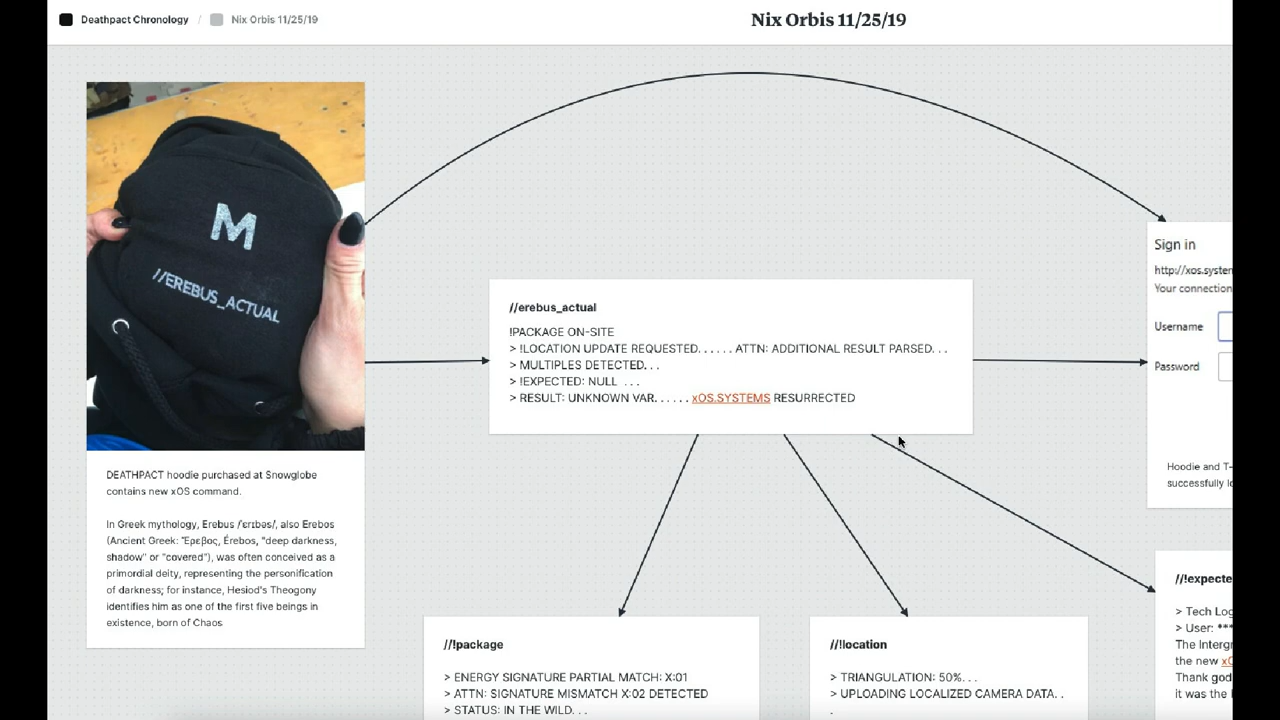 Deathpact Chronology / Nix Orbis 11/25/19
Nix Orbis 11/25/19
M
//EREBUS_ACTUAL
DEATHPACT hoodie purchased at Snowglobe
contains new xOS command.
In Greek mythology, Erebus /ˈɛrɪbəs/, also Erebos
(Ancient Greek: Ἔρεβος, Érebos, "deep darkness,
shadow" or "covered"), was often conceived as a
primordial deity, representing the personification
of darkness; for instance, Hesiod's Theogony
identifies him as one of the first five beings in
existence, born of Chaos
//erebus_actual
!PACKAGE ON-SITE
> !LOCATION UPDATE REQUESTED. . . . . . ATTN: ADDITIONAL RESULT PARSED. . .
> MULTIPLES DETECTED. . .
> !EXPECTED: NULL . . .
> RESULT: UNKNOWN VAR. . . . . . xOS.SYSTEMS RESURRECTED
Sign in
http://xos.system
Your connection
Username
Password
Hoodie and T-
successfully lo
//!package
> ENERGY SIGNATURE PARTIAL MATCH: X:01
> ATTN: SIGNATURE MISMATCH X:02 DETECTED
> STATUS: IN THE WILD. . .
//!location
> TRIANGULATION: 50%. . .
> UPLOADING LOCALIZED CAMERA DATA. .
.
//!expecte
> Tech Log
> User: ***
The Intergr
the new xO
Thank god
it was the